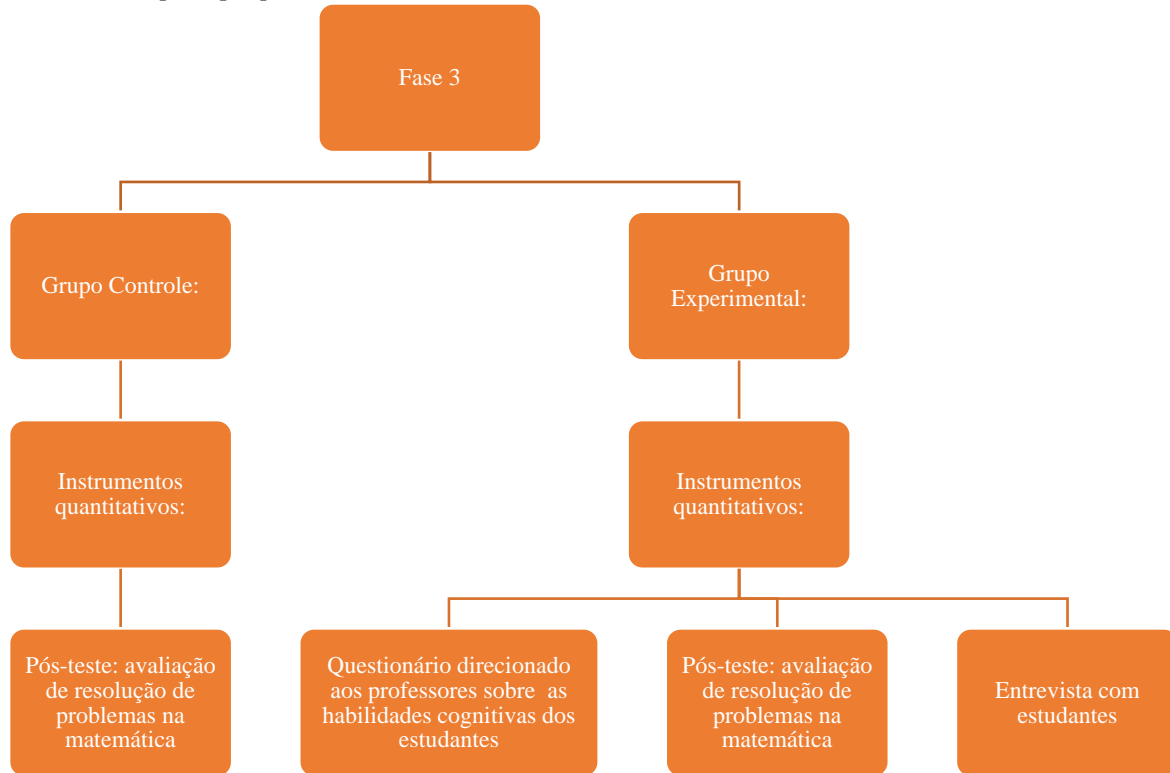 Fase 3
Grupo Controle:
Grupo
Experimental:
Instrumentos
quantitativos:
Instrumentos
quantitativos:
Pós-teste: avaliação
de resolução de
problemas na
matemática
Questionário direcionado
aos professores sobre as
habilidades cognitivas dos
estudantes
Pós-teste: avaliação
de resolução de
problemas na
matemática
Entrevista com
estudantes